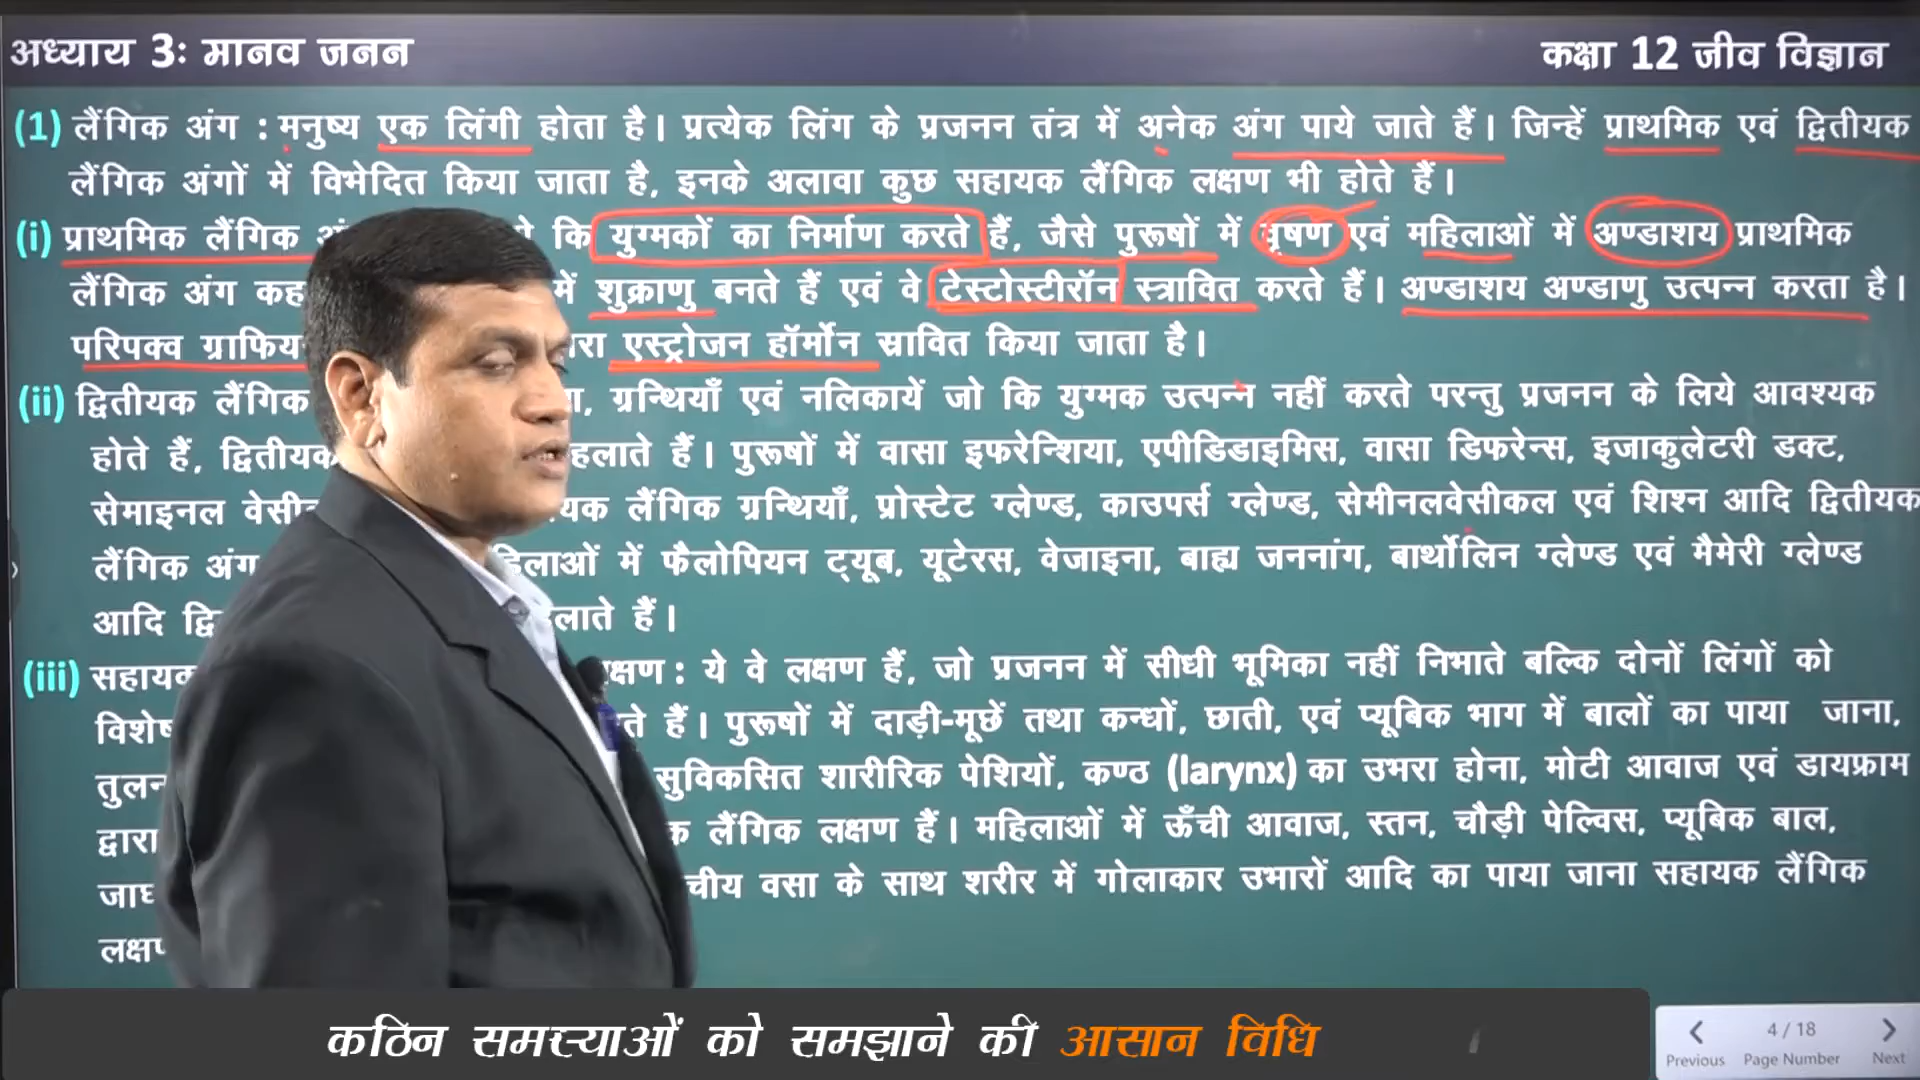 अध्याय 3: मानव जनन
कक्षा 12 जीव विज्ञान
(1) लैंगिक अंग : मनुष्य एक लिंगी होता है। प्रत्येक लिंग के प्रजनन तंत्र में अनेक अंग पाये जाते हैं। जिन्हें प्राथमिक एवं द्वितीयक
लैंगिक अंगों में विभेदित किया जाता है, इनके अलावा कुछ सहायक लैंगिक लक्षण भी होते हैं।
(i) प्राथमिक लैंगिक कि युग्मकों का निर्माण करते हैं, जैसे पुरूषों में वृषण एवं महिलाओं में अण्डाशय प्राथमिक
लैंगिक अंग में शुक्राणु बनते हैं एवं वे टेस्टोस्टीरॉन स्त्रावित करते हैं। अण्डाशय अण्डाणु उत्पन्न करता है।
परिपक्व एस्ट्रोजन हॉर्मोन स्रावित किया जाता है।
(ii) द्वितीयक लैंगिक ग्रन्थियाँ एवं नलिकायें जो कि युग्मक उत्पन्न नहीं करते परन्तु प्रजनन के लिये आवश्यक
होते हैं, द्वितीयक हैं। पुरूषों में वासा इफरेन्शिया, एपीडिडाइमिस, वासा डिफरेन्स, इजाकुलेटरी डक्ट,
सेमाइनल लैंगिक ग्रन्थियाँ, प्रोस्टेट ग्लेण्ड, काउपर्स ग्लेण्ड, सेमीनलवेसीकल एवं शिश्न आदि द्वितीयक
लैंगिक अंग में फैलोपियन ट्यूब, यूटेरस, वेजाइना, बाह्य जननांग, बार्थोलिन ग्लेण्ड एवं मैमेरी ग्लेण्ड
आदि हैं।
(iii) सहायक : ये वे लक्षण हैं, जो प्रजनन में सीधी भूमिका नहीं निभाते बल्कि दोनों लिंगों को
हैं। पुरूषों में दाड़ी-मूछें तथा कन्धों, छाती, एवं प्यूबिक भाग में बालों का पाया जाना,
सुविकसित शारीरिक पेशियों, कण्ठ (larynx) का उभरा होना, मोटी आवाज एवं डायफ्राम
द्वारा लैंगिक लक्षण हैं। महिलाओं में ऊँची आवाज, स्तन, चौड़ी पेल्विस, प्यूबिक बाल,
वसा के साथ शरीर में गोलाकार उभारों आदि का पाया जाना सहायक लैंगिक
कठिन समस्याओं को समझाने की आसान विधि
4 / 18
Previous Page Number Next